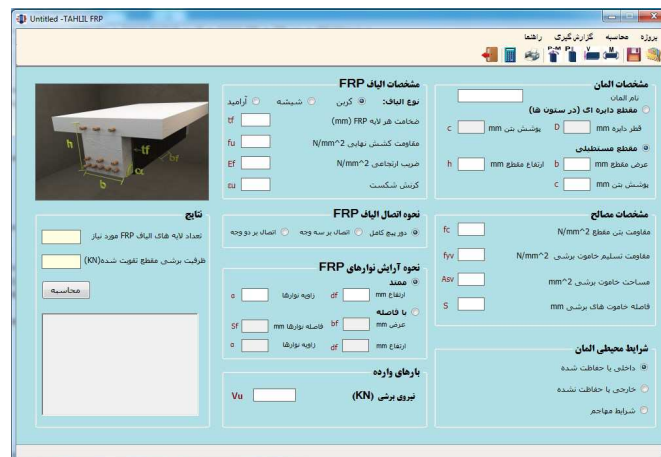 Untitled -TAHLIL FRP
پروژه محاسبه گزارش گیری راهنما
P-M P V M
مشخصات المان
نام المان
مقطع دایره ای (در ستون ها)
قطر دایره mm D پوشش بتن mm c
مقطع مستطیلی
عرض مقطع mm b ارتفاع مقطع mm h
پوشش بتن mm c
مشخصات مصالح
مقاومت بتن مقطع N/mm^2 fc
مقاومت تسلیم خاموت برشی N/mm^2 fyv
مساحت خاموت برشی mm^2 Asv
فاصله خاموت های برشی mm S
شرایط محیطی المان
داخلی یا حفاظت شده
خارجی یا حفاظت نشده
شرایط مهاجم
مشخصات الیاف FRP
نوع الیاف: کربن شیشه آرامید
ضخامت هر لایه FRP (mm) tf
مقاومت کشش نهایی N/mm^2 fu
ضریب ارتجاعی N/mm^2 Ef
کرنش شکست εu
نحوه اتصال الیاف FRP
دور پیچ کامل اتصال بر سه وجه اتصال بر دو وجه
نحوه آرایش نوارهای FRP
ممتد
ارتفاع mm df زاویه نوارها α
با فاصله
عرض mm bf فاصله نوارها mm Sf
ارتفاع mm df زاویه نوارها α
بارهای وارده
نیروی برشی (KN) Vu
h tf bf α b
نتایج
تعداد لایه های الیاف FRP مورد نیاز
ظرفیت برشی مقطع تقویت شده(KN)
محاسبه